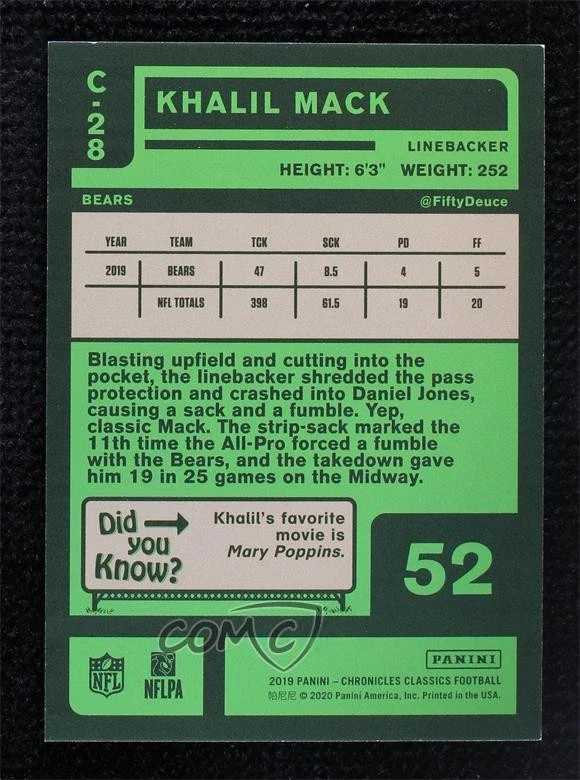 C-28
KHALIL MACK
LINEBACKER
HEIGHT: 6'3" WEIGHT: 252
BEARS @FiftyDeuce
YEAR TEAM TCK SCK PD FF
2019 BEARS 47 8.5 4 5
NFL TOTALS 398 61.5 19 20
Blasting upfield and cutting into the
pocket, the linebacker shredded the pass
protection and crashed into Daniel Jones,
causing a sack and a fumble. Yep,
classic Mack. The strip-sack marked the
11th time the All-Pro forced a fumble
with the Bears, and the takedown gave
him 19 in 25 games on the Midway.
Did
you
Know?
Khalil's favorite
movie is
Mary Poppins.
52
COMC
NFL
NFLPA
PANINI
2019 PANINI – CHRONICLES CLASSICS FOOTBALL
帕尼尼 © 2020 Panini America, Inc. Printed in the USA.